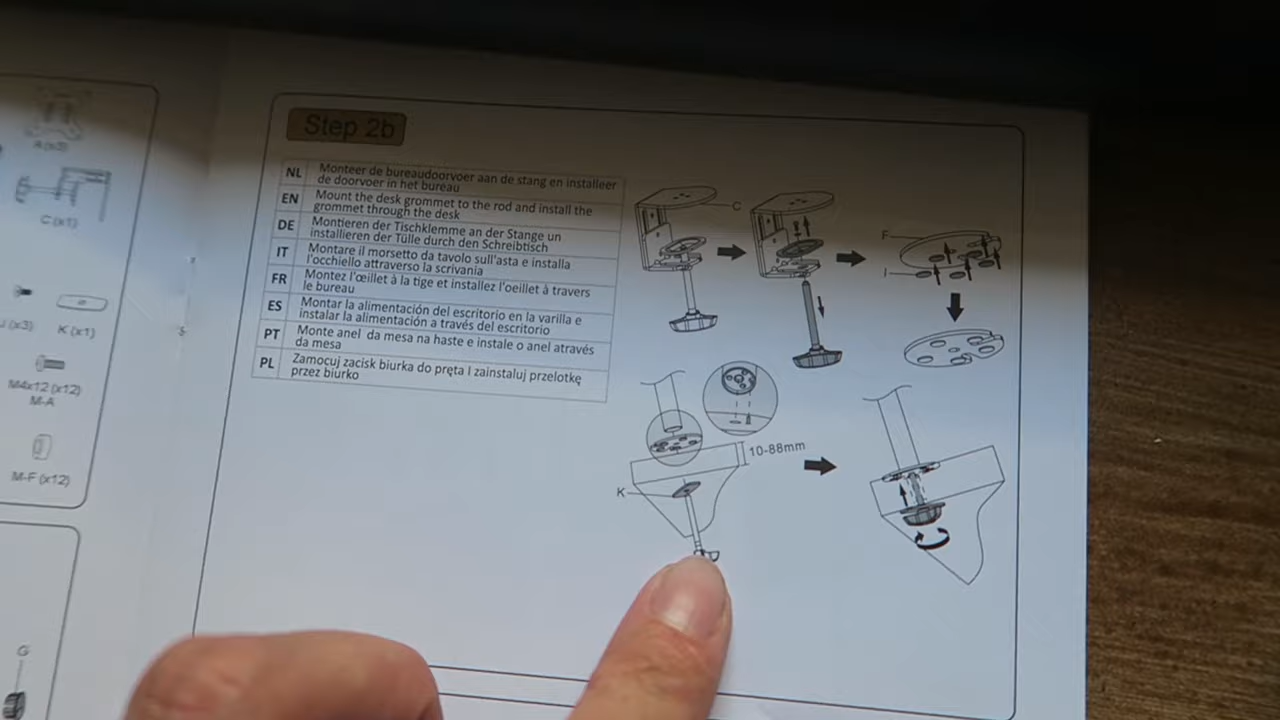 Step 2b
NL Monteer de bureaudoorvoer aan de stang en installeer
de doorvoer in het bureau
EN Mount the desk grommet to the rod and install the
grommet through the desk
DE Montieren der Tischklemme an der Stange un
installieren der Tülle durch den Schreibtisch
IT Montare il morsetto da tavolo sull'asta e installa
l'occhiello attraverso la scrivania
FR Montez l'œillet à la tige et installez l'oeillet à travers
le bureau
ES Montar la alimentación del escritorio en la varilla e
instalar la alimentación a través del escritorio
PT Monte anel da mesa na haste e instale o anel através
da mesa
PL Zamocuj zacisk biurka do pręta I zainstaluj przelotkę
przez biurko
C
F
I
10-88mm
K
A(x3)
C(x1)
J(x3) K(x1)
M4x12 (x12)
M-A
M-F (x12)
G